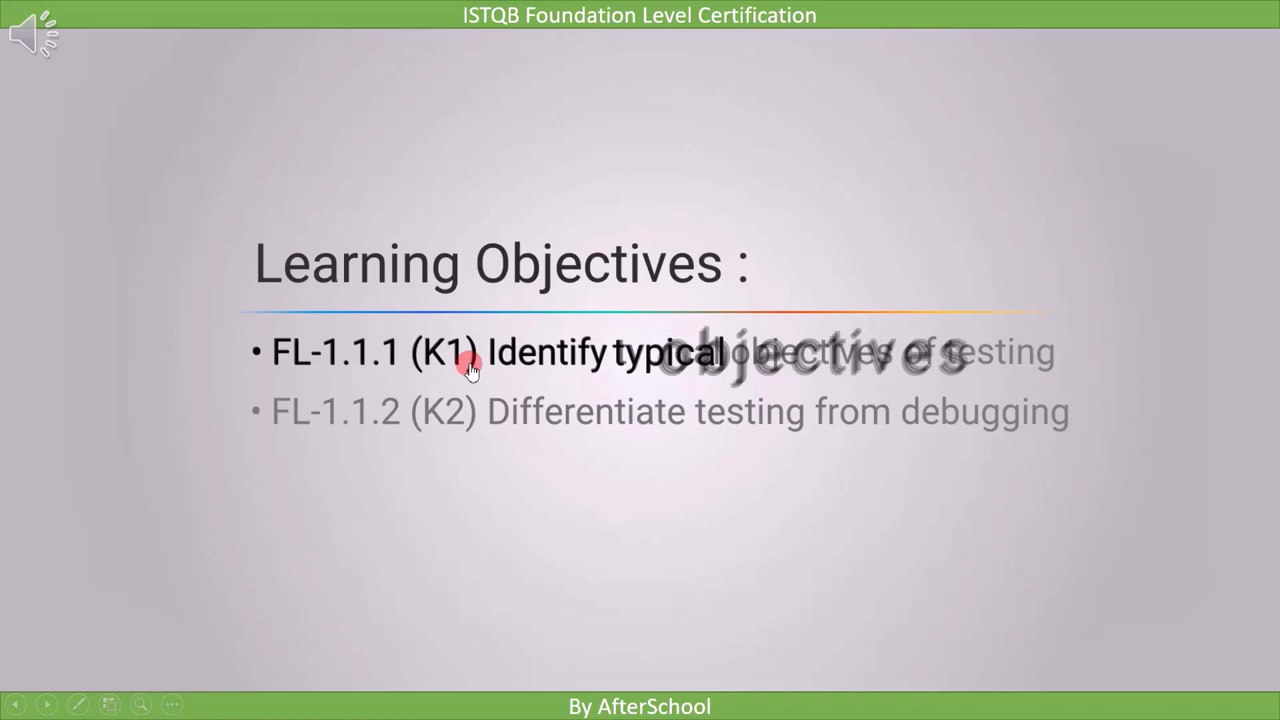 ISTQB Foundation Level Certification
Learning Objectives :
• FL-1.1.1 (K1) Identify typical objectives of testing
• FL-1.1.2 (K2) Differentiate testing from debugging
By AfterSchool